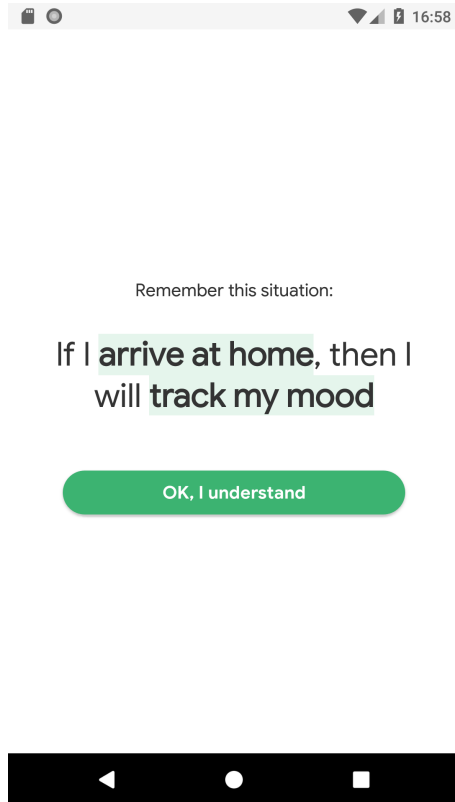 16:58
Remember this situation:
If I arrive at home, then I
will track my mood
OK, I understand